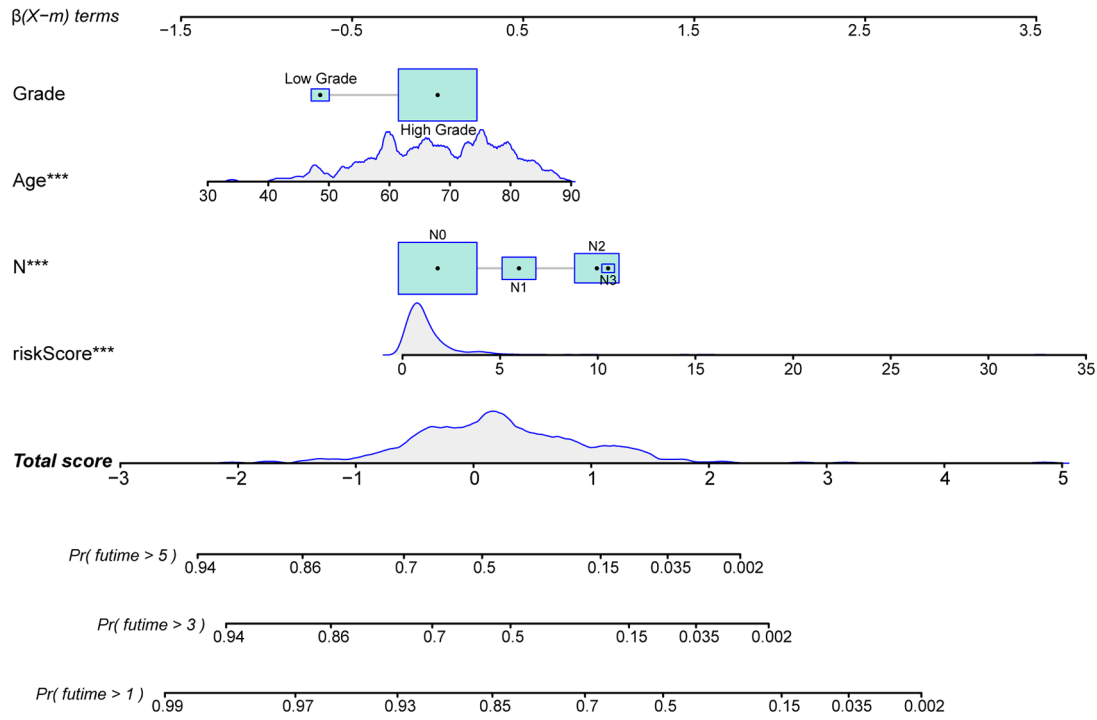 β(X−m) terms
−1.5 −0.5 0.5 1.5 2.5 3.5
Low Grade
Grade
High Grade
Age***
30 40 50 60 70 80 90
N0
N2
N***
N1
N3
riskScore***
0 5 10 15 20 25 30 35
Total score
−3 −2 −1 0 1 2 3 4 5
Pr( futime > 5 )
0.94 0.86 0.7 0.5 0.15 0.035 0.002
Pr( futime > 3 )
0.94 0.86 0.7 0.5 0.15 0.035 0.002
Pr( futime > 1 )
0.99 0.97 0.93 0.85 0.7 0.5 0.15 0.035 0.002